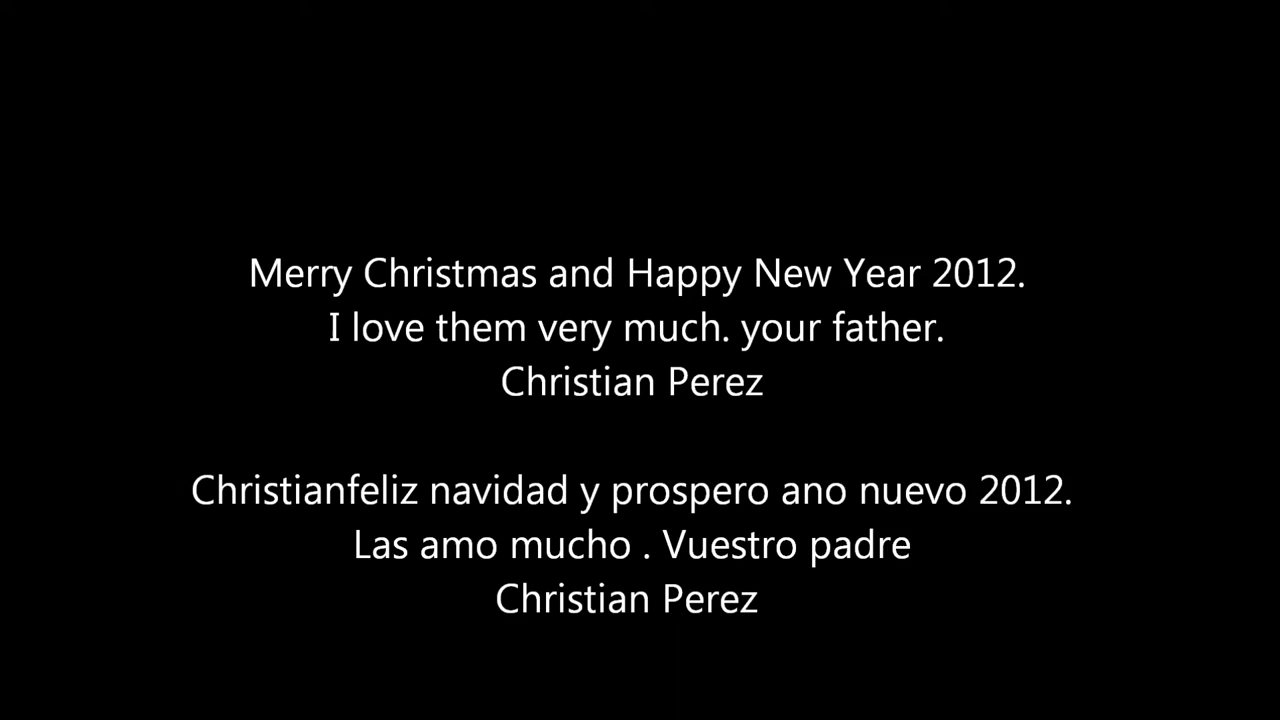 Merry Christmas and Happy New Year 2012.
I love them very much. your father.
Christian Perez
Christianfeliz navidad y prospero ano nuevo 2012.
Las amo mucho . Vuestro padre
Christian Perez